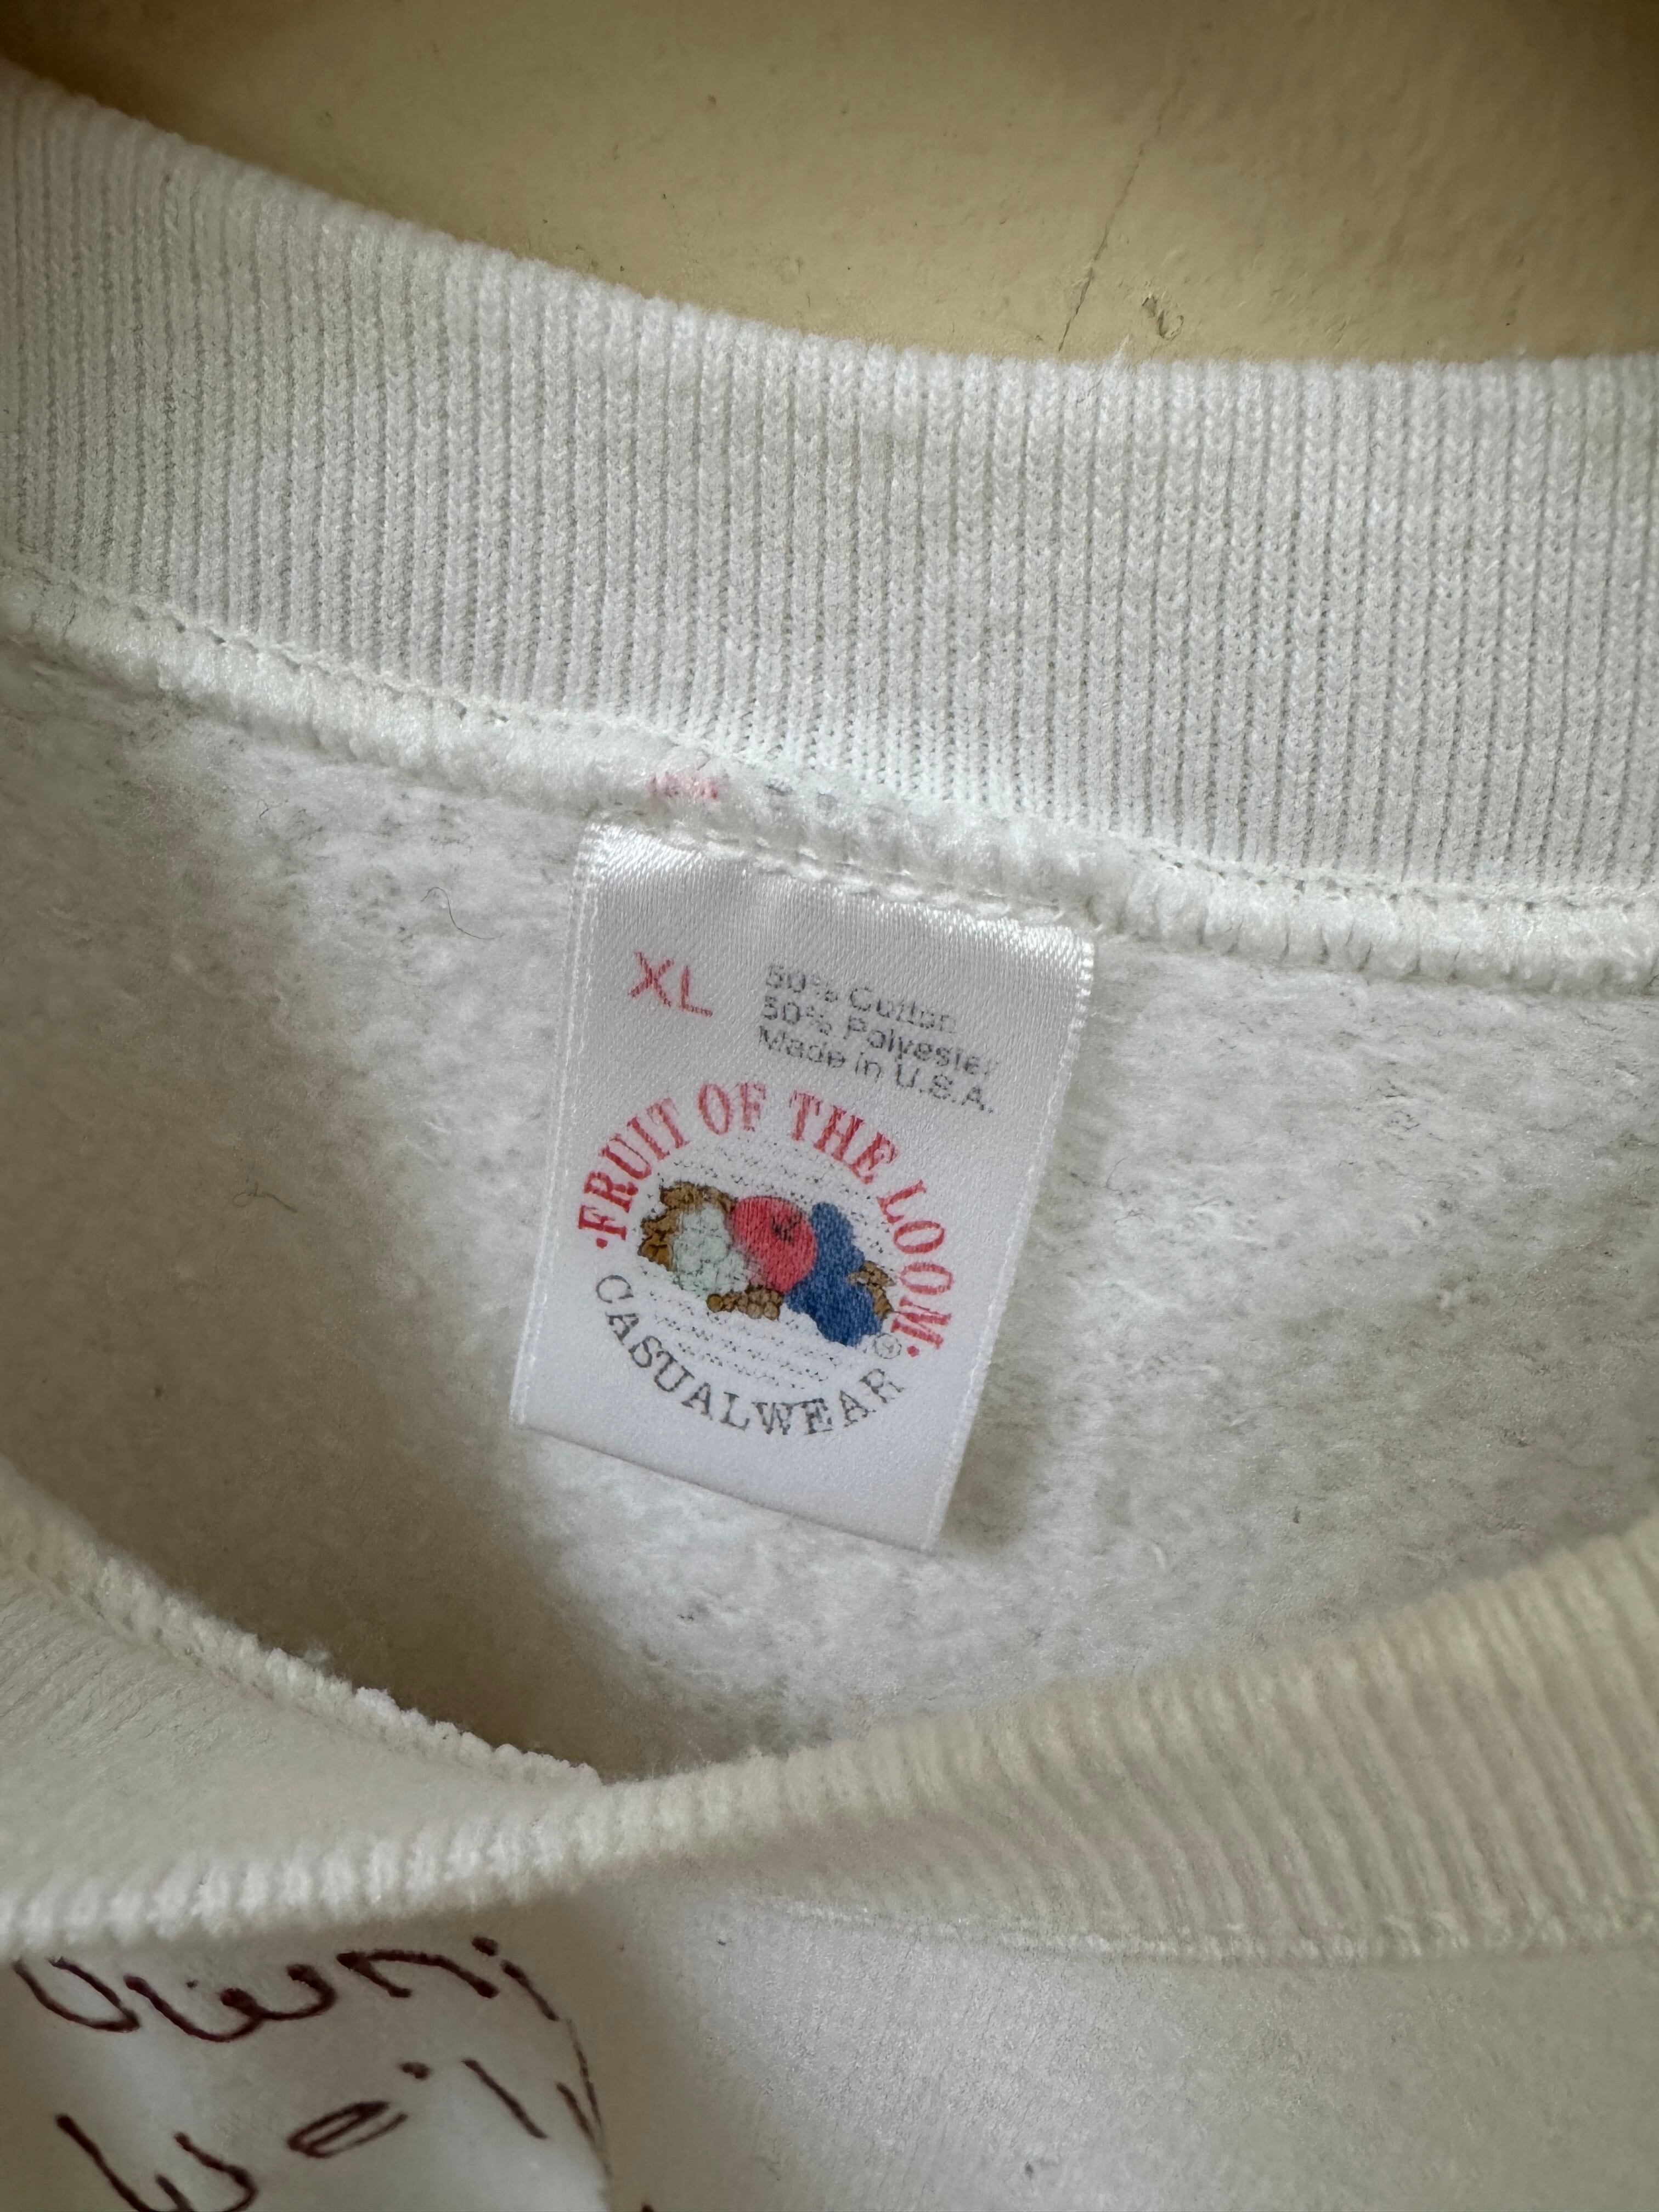 XL
50% Cotton
50% Polyester
Made in U.S.A.
·FRUIT OF THE LOOM·
®
CASUALWEAR